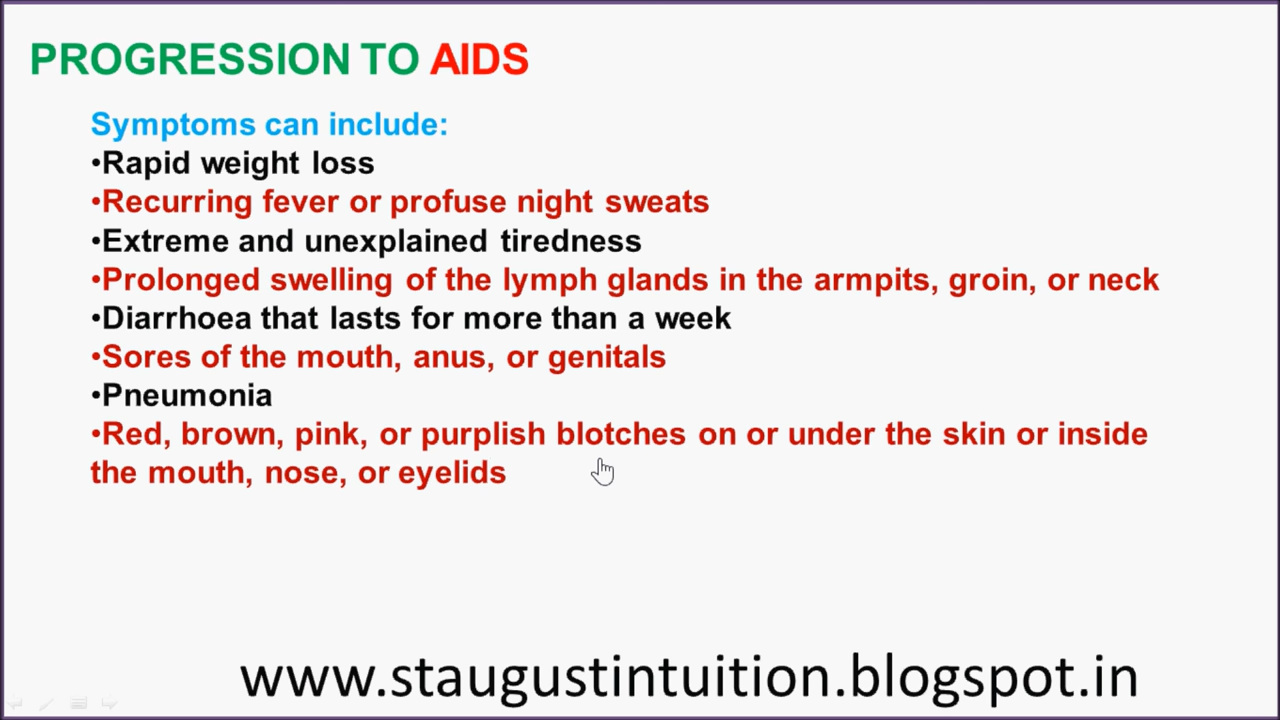 PROGRESSION TO AIDS
Symptoms can include:
•Rapid weight loss
•Recurring fever or profuse night sweats
•Extreme and unexplained tiredness
•Prolonged swelling of the lymph glands in the armpits, groin, or neck
•Diarrhoea that lasts for more than a week
•Sores of the mouth, anus, or genitals
•Pneumonia
•Red, brown, pink, or purplish blotches on or under the skin or inside
the mouth, nose, or eyelids
www.staugustintuition.blogspot.in